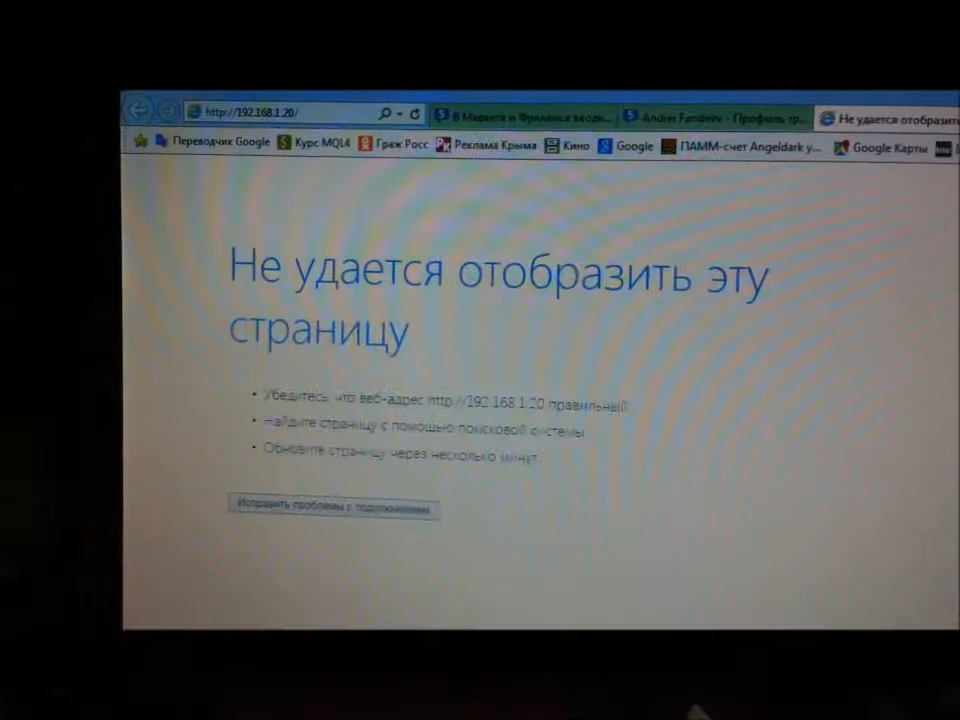 http://192.168.1.20/
В Маркете и Фрилансе вводи...
Andrei Fandeev - Профиль тр...
Не удается отобразить
Переводчик Google
Курс MQL4
Граж Росс
Реклама Крыма
Кино
Google
ПАММ-счет Angeldark у...
Google Карты
Не удается отобразить эту
страницу
• Убедитесь, что веб-адрес http://192.168.1.20 правильный
• Найдите страницу с помощью поисковой системы
• Обновите страницу через несколько минут
Исправить проблемы с подключением